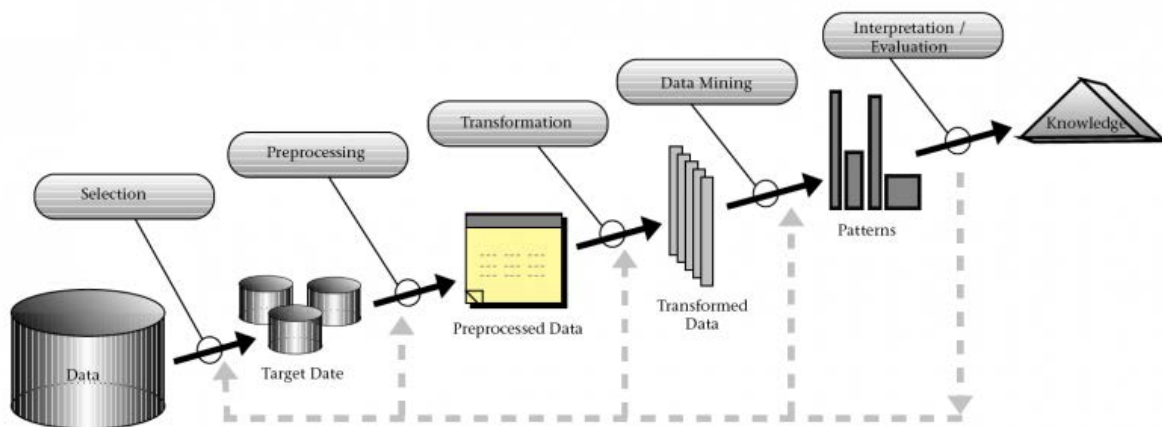 Interpretation /
Evaluation
Data Mining
Transformation
Preprocessing
Selection
Knowledge
Patterns
Transformed
Data
Preprocessed Data
Target Date
Data